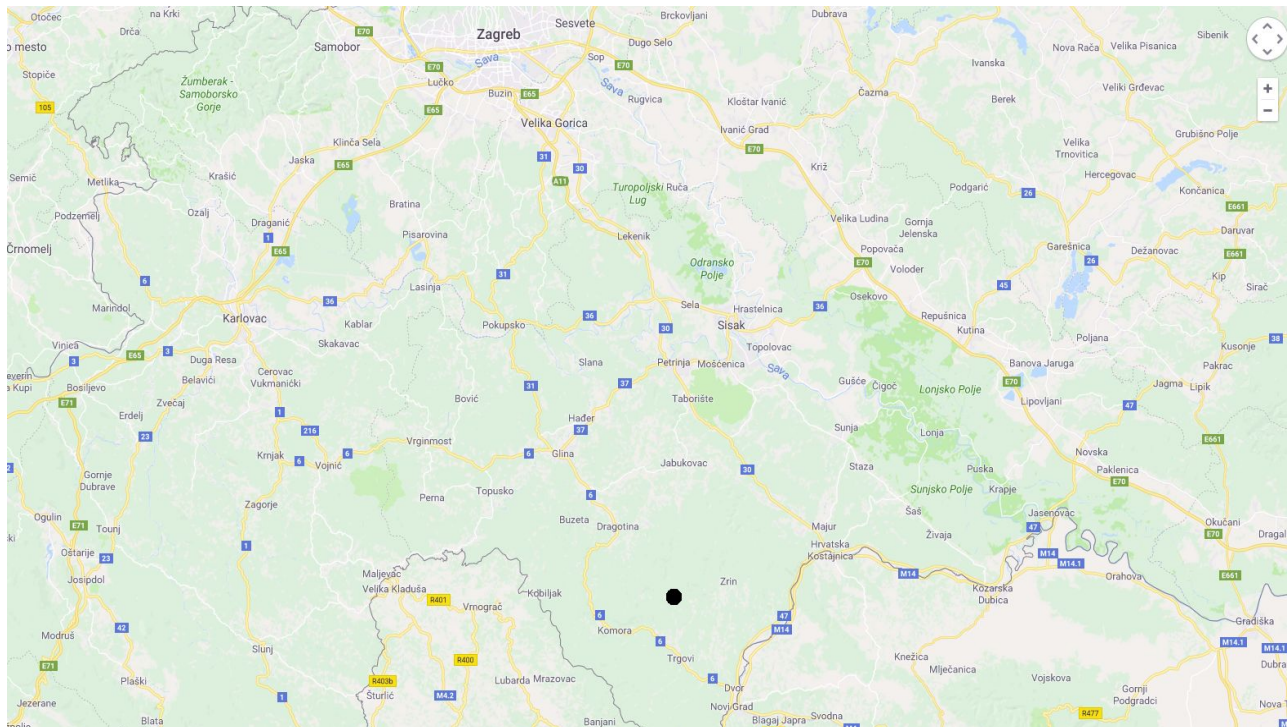 Otočec
na Krki
Drča
Zagreb
Sesvete
Brckovljani
Dubrava
Sibenik
o mesto
Samobor
E70
Dugo Selo
Nova Rača
Velika Pisanica
Stopiče
Sava
Sop
E70
Ivanska
Žumberak -
Samoborsko
Gorje
Lučko
E70
Buzin
E65
Sava
Rugvica
Kloštar Ivanić
Čazma
Berek
Veliki Grđevac
105
E65
Velika Gorica
Ivanić Grad
Grubišno Polje
Klinča Sela
E70
Velika
Trnovitica
Jaska
E65
31
30
Križ
Hercegovac
Semič
Metlika
Krašić
A11
Turopoljski
Lug
Ruča
Podgarić
26
Končanica
Podzemelj
Ozalj
Draganić
Bratina
Velika Ludina
Gornja
Jelenska
E661
Daruvar
Črnomelj
1
E65
Pisarovina
Lekenik
Popovača
Garešnica
Dežanovac
E661
6
31
Odransko
Polje
E70
Voloder
26
Kip
Sirač
Marindol
36
Lasinja
45
Karlovac
Kablar
Pokupsko
36
Sela
Hrastelnica
36
Osekovo
Repušnica
Vinica
3
3
Skakavac
30
Sisak
Kutina
Poljana
38
E65
Duga Resa
Slana
Petrinja
Mošćenica
Topolovac
Banova Jaruga
Kusonje
Pakrac
a Kupi
Bosiljevo
Belavići
Cerovac
Vukmanićki
31
37
Sava
Gušće
Čigoć
Lonjsko Polje
E70
Jagma
Lipik
E71
Zvečaj
Bović
Taborište
Lipovljani
47
Erdelj
1
Hađer
23
216
37
Sunja
Lonja
E661
Krnjak
6
Vojnić
6
Vrginmost
6
Glina
Jabukovac
30
Staza
Puska
Novska
Paklenica
Gornje
Dubrave
Perna
Topusko
6
Sunjsko Polje
Krapje
E70
Zagorje
Šaš
Jasenovac
Ogulin
E71
Tounj
Buzeta
Dragotina
Majur
47
Okučani
E70
Dragal
Oštarije
23
1
Hrvatska
Kostajnica
Živaja
M14
M14.1
Josipdol
Maljevac
Velika Kladuša
Kobiljak
Zrin
M14
Kozarska
Dubica
Orahova
E661
R401
Vrnograč
6
47
M14
Gradiška
Modruš
42
Komora
6
M14.1
M14.1
E71
Slunj
R400
Trgovi
Knežica
Mlječanica
Dubra
Plaški
R403b
Lubarda
Mrazovac
6
Vojskova
Jezerane
Šturlić
M4.2
Dvor
Gornji
Podgradci
1
Novi Grad
Nova
Blata
Banjani
Blagaj Japra
Svodna
R477